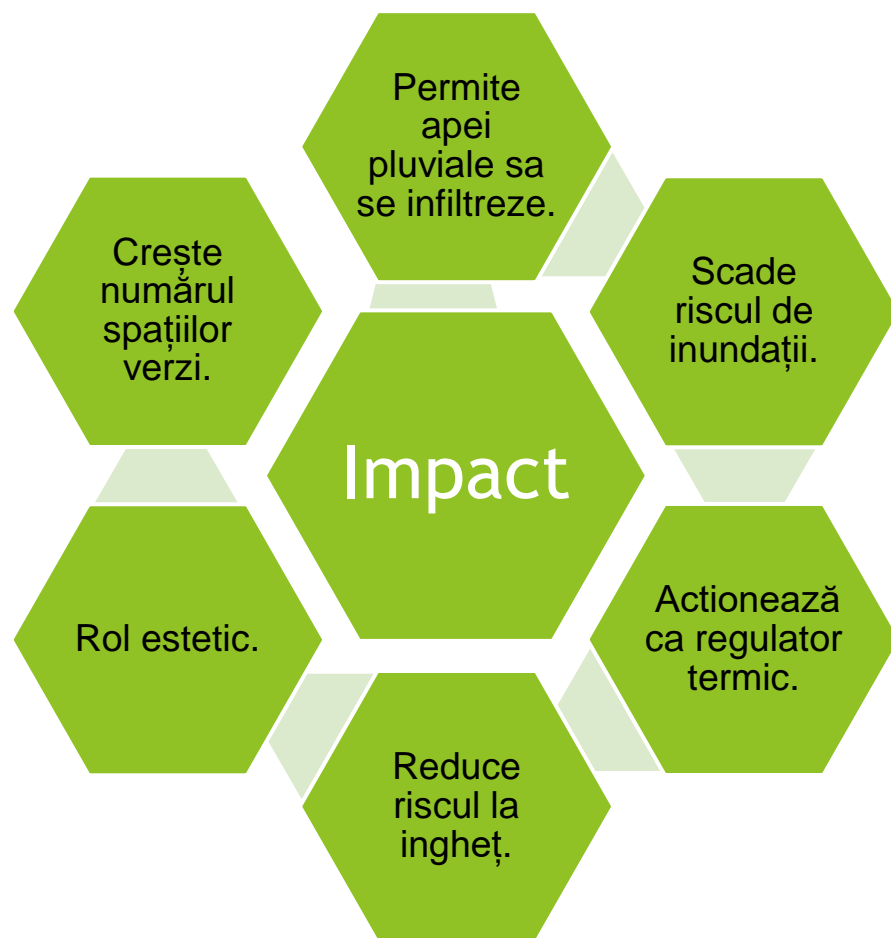 Permite
apei
pluviale sa
se infiltreze.
Scade
riscul de
inundații.
Actionează
ca regulator
termic.
Reduce
riscul la
ingheț.
Rol estetic.
Crește
numărul
spațiilor
verzi.
Impact